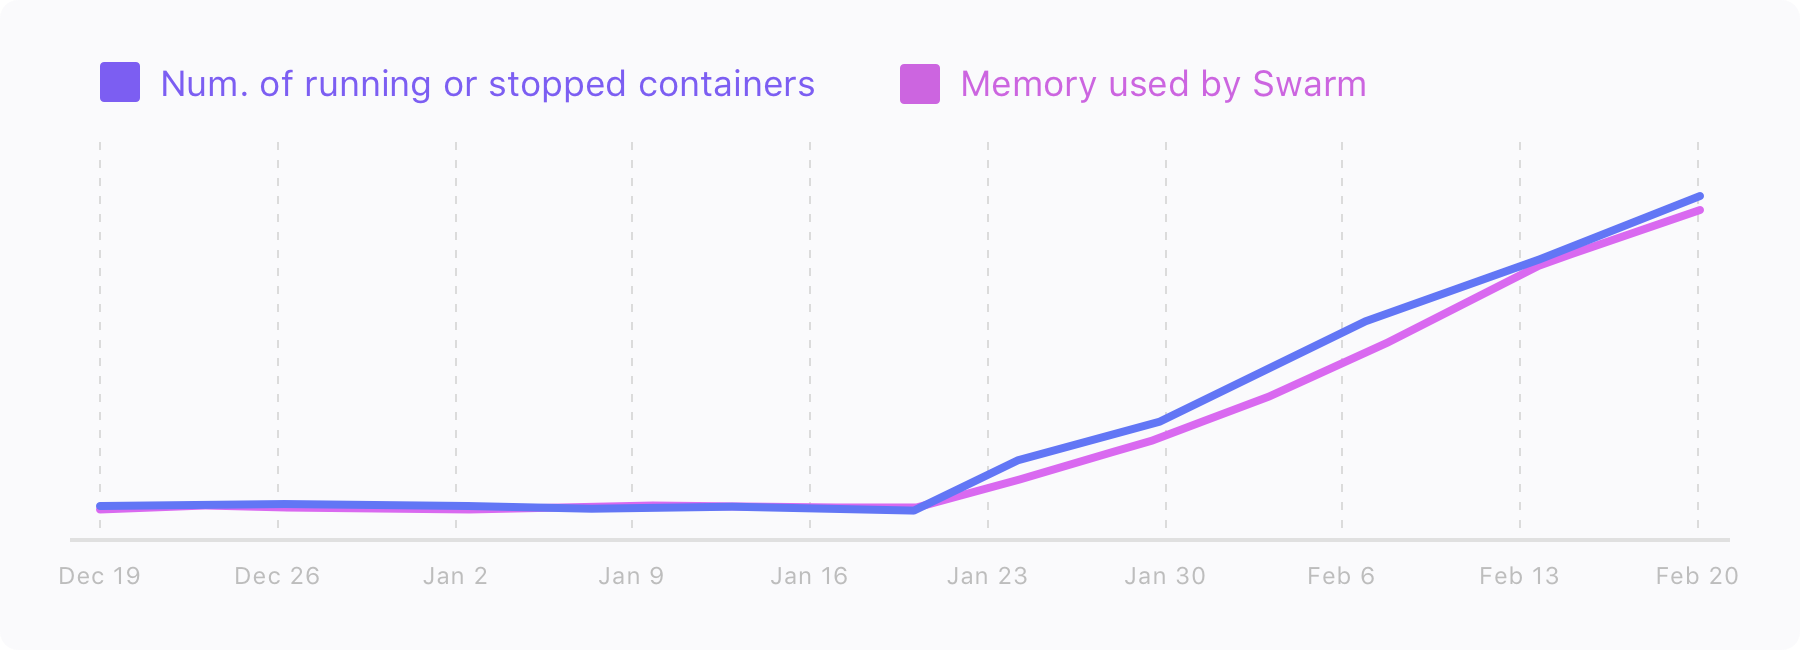 Num. of running or stopped containers
Memory used by Swarm
Dec 19
Dec 26
Jan 2
Jan 9
Jan 16
Jan 23
Jan 30
Feb 6
Feb 13
Feb 20